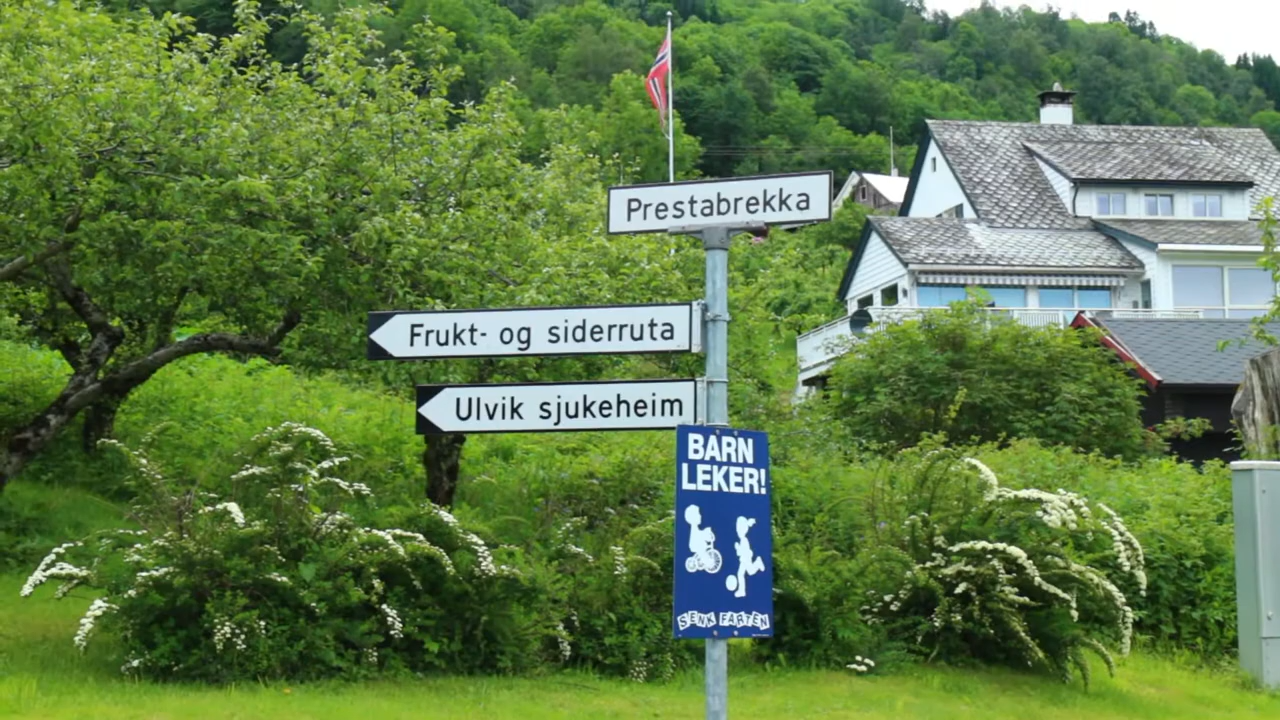 Prestabrekka
Frukt- og siderruta
Ulvik sjukeheim
BARN
LEKER!
SENK FARTEN